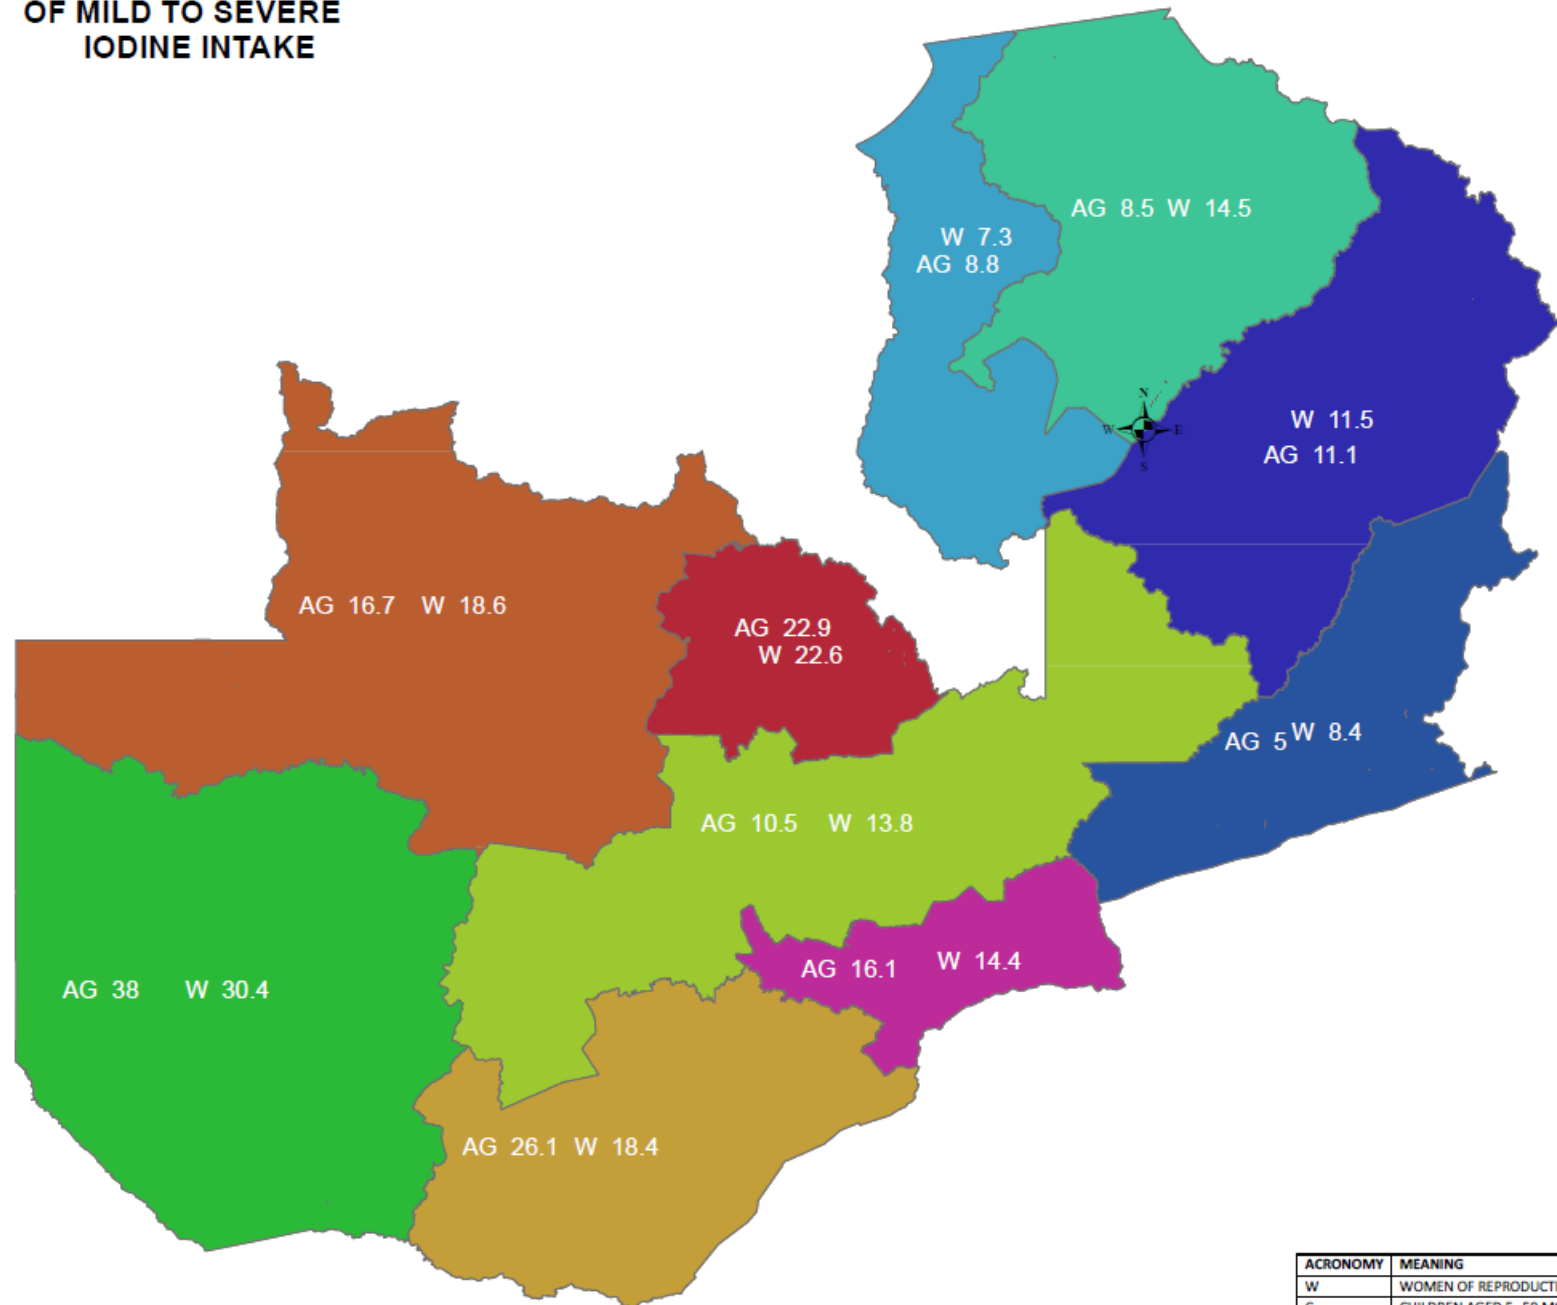 OF MILD TO SEVERE
IODINE INTAKE
AG 8.5 W 14.5
W 7.3
AG 8.8
N
W E
S
W 11.5
AG 11.1
AG 16.7 W 18.6
AG 22.9
W 22.6
AG 5 W 8.4
AG 10.5 W 13.8
AG 16.1 W 14.4
AG 38 W 30.4
AG 26.1 W 18.4
ACRONOMY MEANING
W WOMEN OF